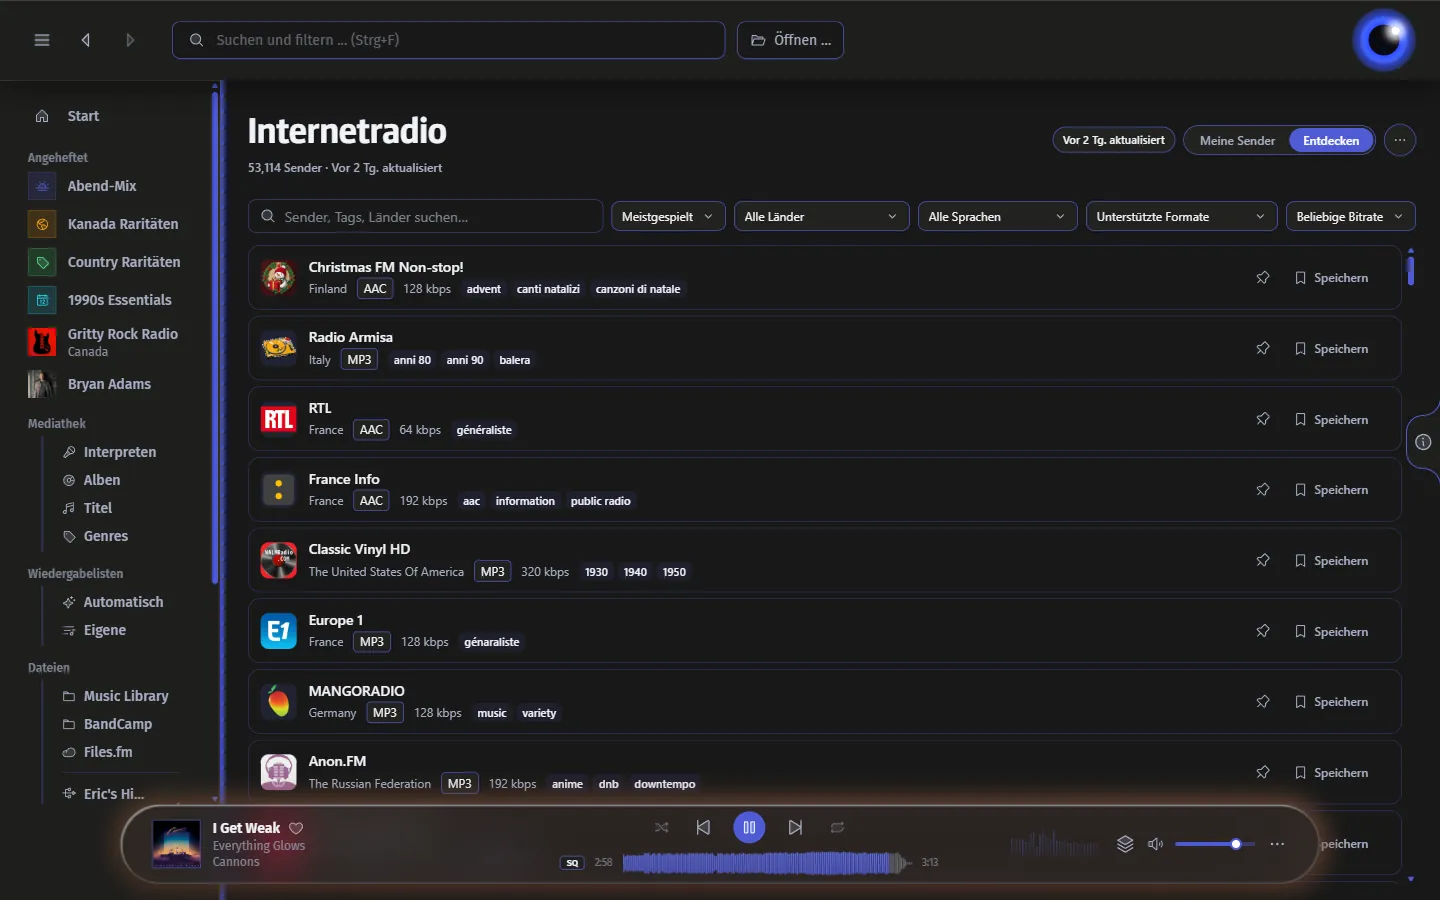 Suchen und filtern ... (Strg+F)
Öffnen ...
Start
Angeheftet
Abend-Mix
Kanada Raritäten
Country Raritäten
1990s Essentials
Gritty Rock Radio
Canada
Bryan Adams
Mediathek
Interpreten
Alben
Titel
Genres
Wiedergabelisten
Automatisch
Eigene
Dateien
Music Library
BandCamp
Files.fm
Eric's Hi...
Internetradio
53,114 Sender · Vor 2 Tg. aktualisiert
Vor 2 Tg. aktualisiert
Meine Sender
Entdecken
Sender, Tags, Länder suchen...
Meistgespielt
Alle Länder
Alle Sprachen
Unterstützte Formate
Beliebige Bitrate
Christmas FM Non-stop!
Finland AAC 128 kbps advent canti natalizi canzoni di natale
Speichern
Radio Armisa
Italy MP3 anni 80 anni 90 balera
Speichern
RTL
RTL
France AAC 64 kbps généraliste
Speichern
France Info
France AAC 192 kbps aac information public radio
Speichern
Classic Vinyl HD
The United States Of America MP3 320 kbps 1930 1940 1950
Speichern
E1
Europe 1
France MP3 128 kbps génaraliste
Speichern
MANGORADIO
Germany MP3 128 kbps music variety
Speichern
Anon.FM
The Russian Federation MP3 192 kbps anime dnb downtempo
Speichern
peichern
I Get Weak
Everything Glows
Cannons
SQ 2:58
3:13